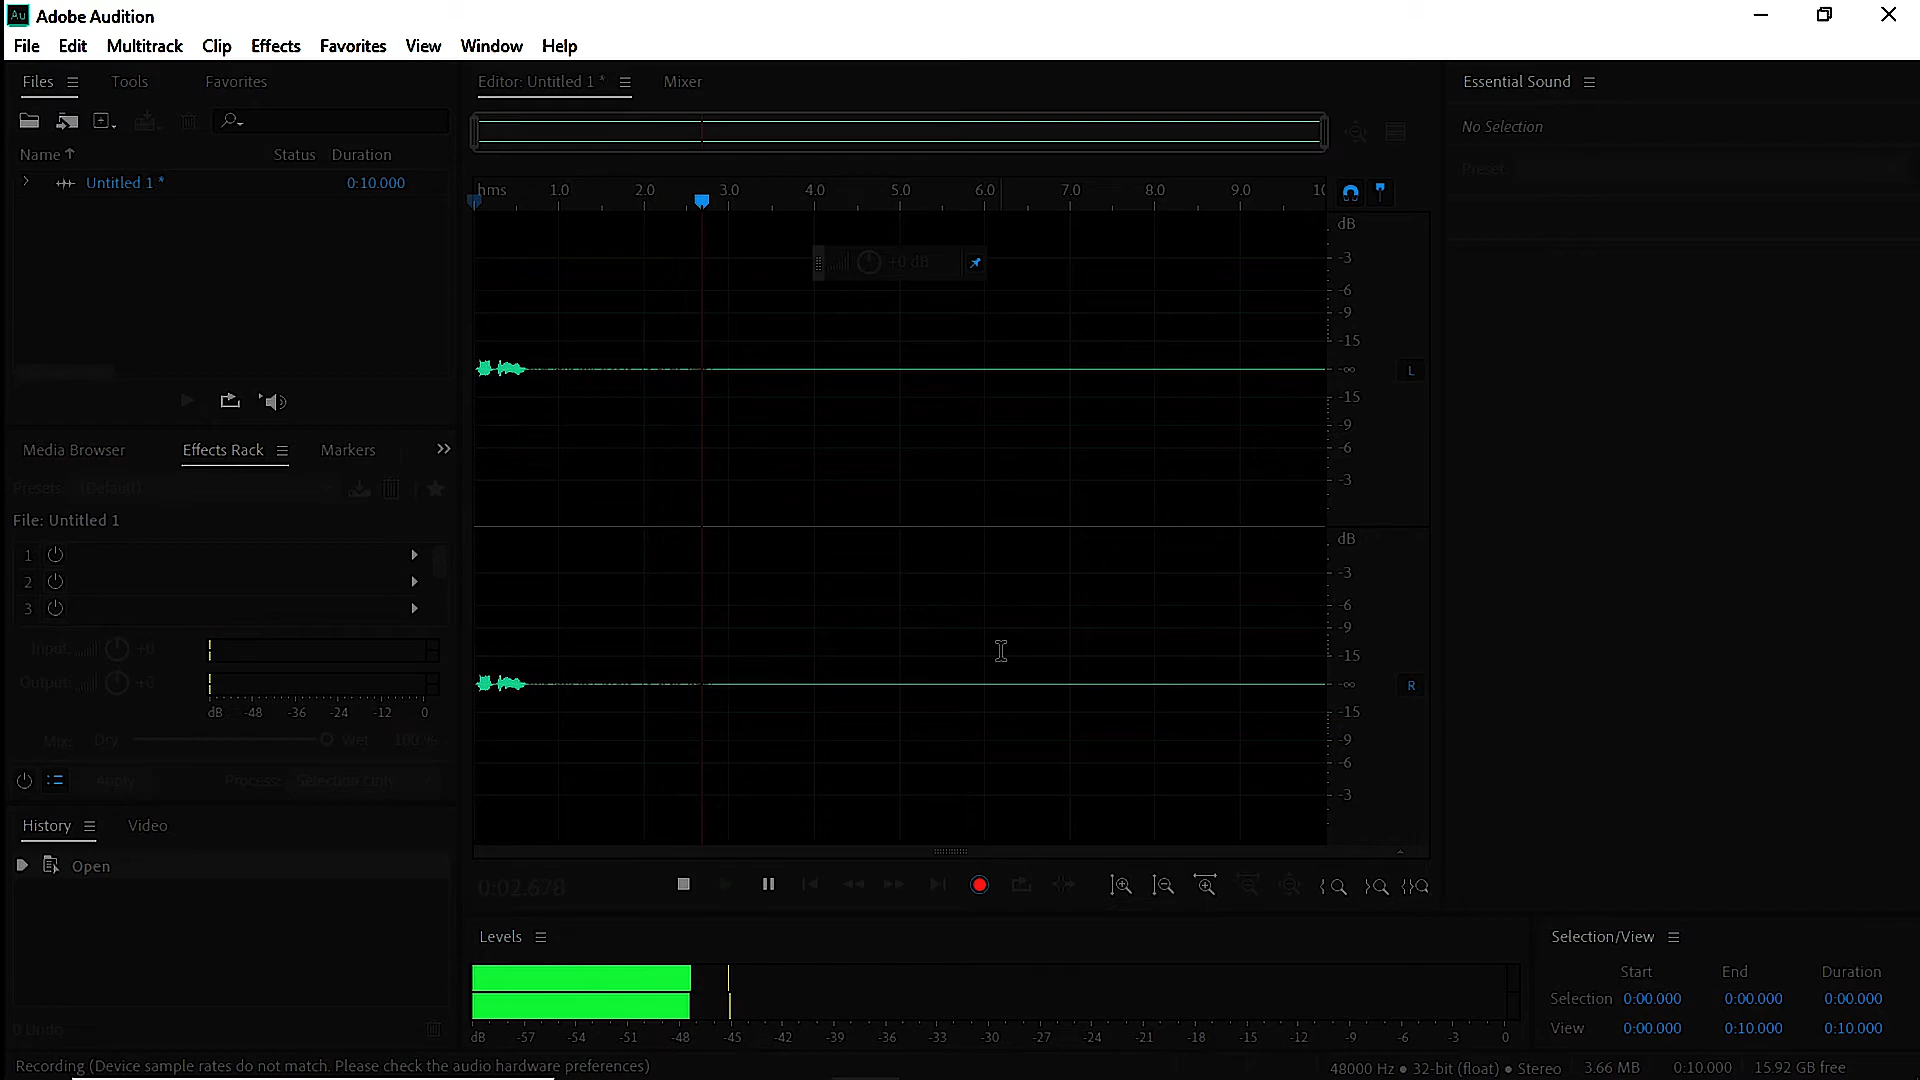 Au Adobe Audition
File Edit Multitrack Clip Effects Favorites View Window Help
Files Tools Favorites
Name Status Duration
Untitled 1 * 0:10.000
Media Browser Effects Rack Markers
Presets: (Default)
File: Untitled 1
1
2
3
Input: +0
Output: +0
dB -48 -36 -24 -12 0
Mix: Dry Wet 100 %
Apply Process: Selection Only
History Video
Open
0 Undo
Editor: Untitled 1 * Mixer
hms 1.0 2.0 3.0 4.0 5.0 6.0 7.0 8.0 9.0 10
+0 dB
dB
-3
-6
-9
-15
-∞ L
-15
-9
-6
-3
dB
-3
-6
-9
-15
-∞ R
-15
-9
-6
-3
0:02.678
Levels
dB -57 -54 -51 -48 -45 -42 -39 -36 -33 -30 -27 -24 -21 -18 -15 -12 -9 -6 -3 0
Essential Sound
No Selection
Preset:
Selection/View
Start End Duration
Selection 0:00.000 0:00.000 0:00.000
View 0:00.000 0:10.000 0:10.000
Recording (Device sample rates do not match. Please check the audio hardware preferences)
48000 Hz ● 32-bit (float) ● Stereo 3.66 MB 0:10.000 15.92 GB free